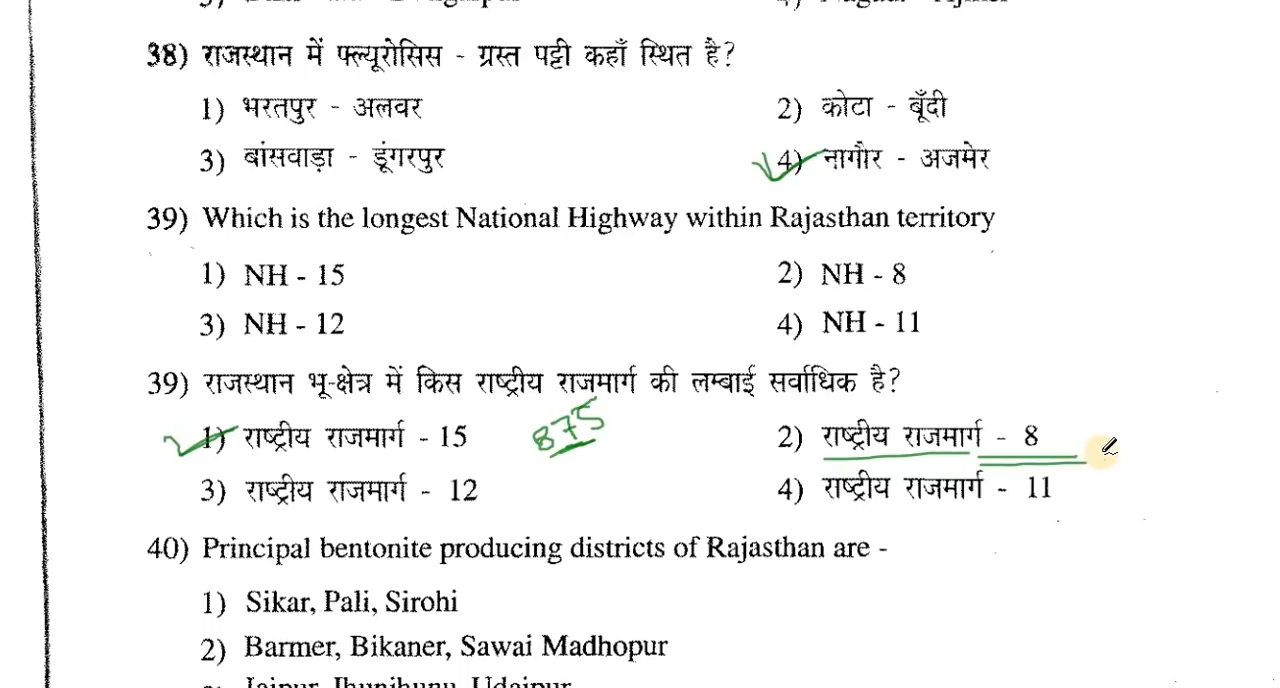 38) राजस्थान में फ्ल्यूरोसिस - ग्रस्त पट्टी कहाँ स्थित है?
1) भरतपुर - अलवर 2) कोटा - बूँदी
3) बांसवाड़ा - डूंगरपुर 4) नागौर - अजमेर
39) Which is the longest National Highway within Rajasthan territory
1) NH - 15 2) NH - 8
3) NH - 12 4) NH - 11
39) राजस्थान भू-क्षेत्र में किस राष्ट्रीय राजमार्ग की लम्बाई सर्वाधिक है?
1) राष्ट्रीय राजमार्ग - 15 875 2) राष्ट्रीय राजमार्ग - 8
3) राष्ट्रीय राजमार्ग - 12 4) राष्ट्रीय राजमार्ग - 11
40) Principal bentonite producing districts of Rajasthan are -
1) Sikar, Pali, Sirohi
2) Barmer, Bikaner, Sawai Madhopur